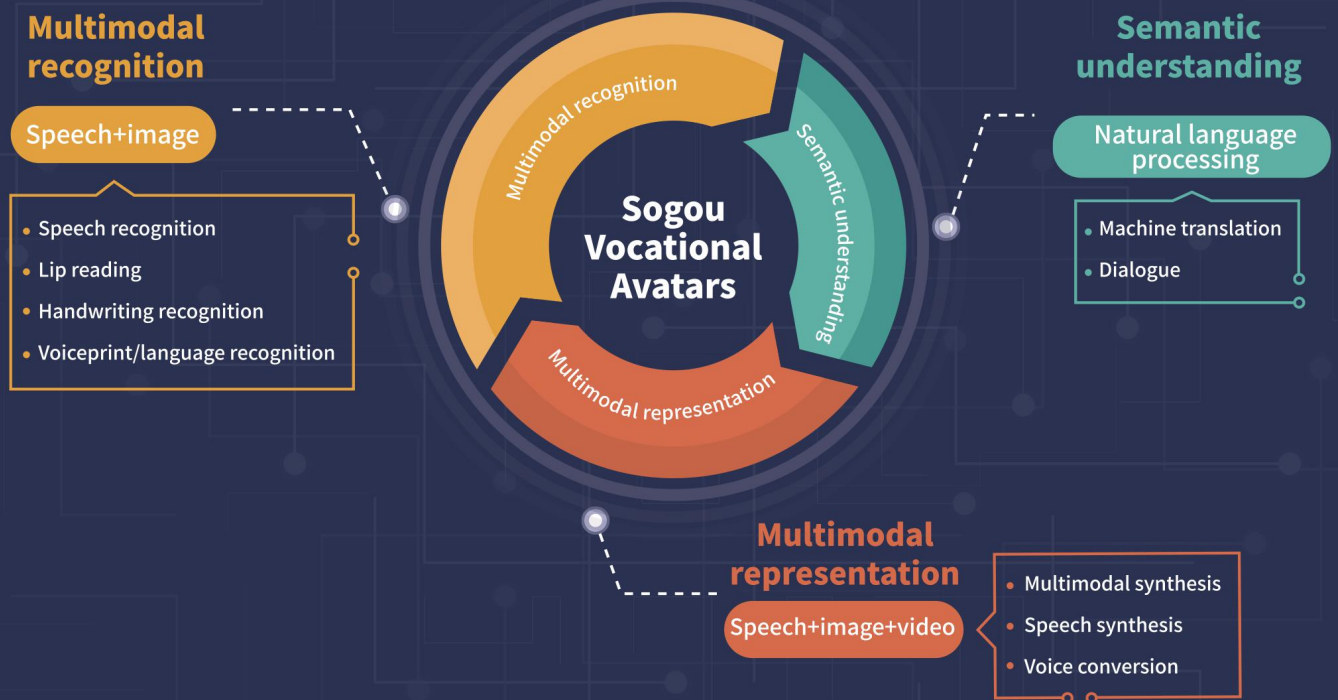 Multimodal
recognition
Speech+image
• Speech recognition
• Lip reading
• Handwriting recognition
• Voiceprint/language recognition
Multimodal recognition
Semantic understanding
Multimodal representation
Sogou
Vocational
Avatars
Semantic
understanding
Natural language
processing
• Machine translation
• Dialogue
Multimodal
representation
Speech+image+video
• Multimodal synthesis
• Speech synthesis
• Voice conversion